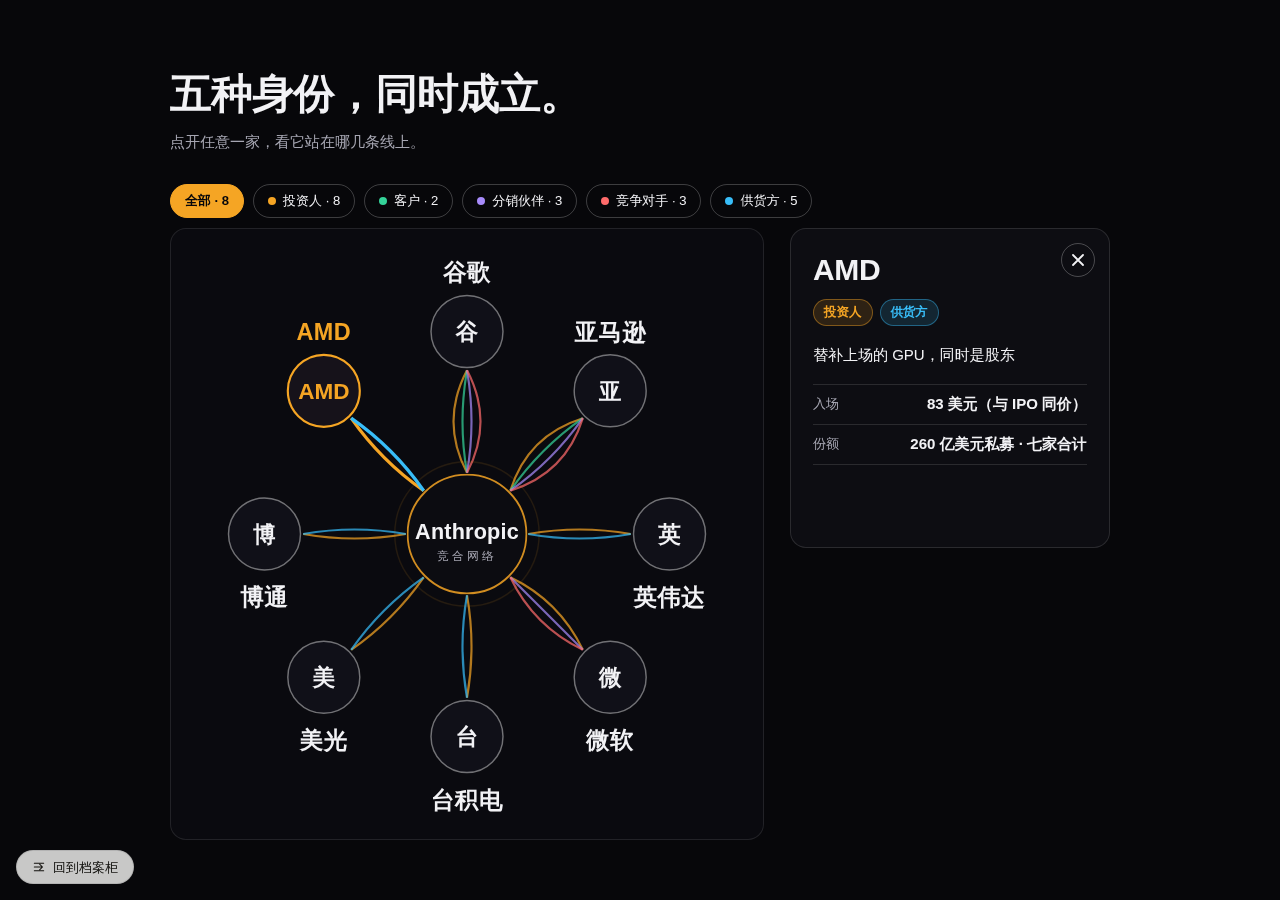 五种身份，同时成立。
点开任意一家，看它站在哪几条线上。
全部 · 8
投资人 · 8
客户 · 2
分销伙伴 · 3
竞争对手 · 3
供货方 · 5
谷歌
谷
AMD
AMD
亚马逊
亚
博
博通
Anthropic
竞合网络
英
英伟达
美
美光
微
微软
台
台积电
AMD
投资人
供货方
替补上场的 GPU，同时是股东
入场
83 美元（与 IPO 同价）
份额
260 亿美元私募 · 七家合计
回到档案柜